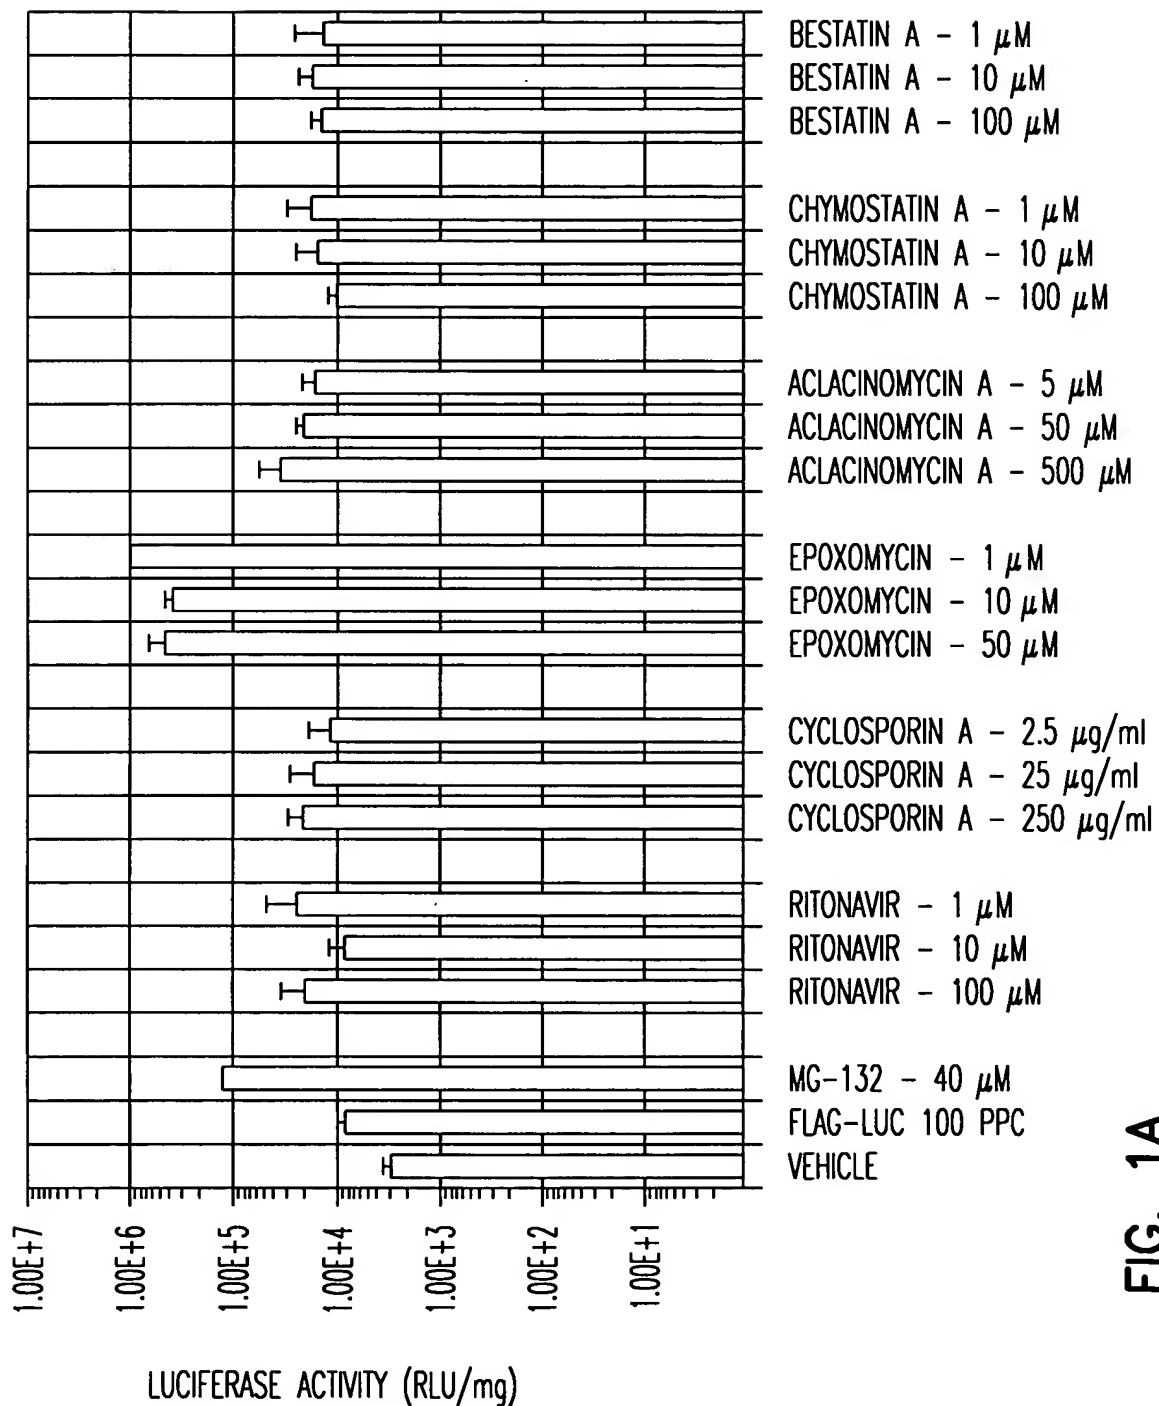 BESTATIN A - 1 μM
BESTATIN A - 10 μM
BESTATIN A - 100 μM
CHYMOSTATIN A - 1 μM
CHYMOSTATIN A - 10 μM
CHYMOSTATIN A - 100 μM
ACLACINOMYCIN A - 5 μM
ACLACINOMYCIN A - 50 μM
ACLACINOMYCIN A - 500 μM
EPOXOMYCIN - 1 μM
EPOXOMYCIN - 10 μM
EPOXOMYCIN - 50 μM
CYCLOSPORIN A - 2.5 μg/ml
CYCLOSPORIN A - 25 μg/ml
CYCLOSPORIN A - 250 μg/ml
RITONAVIR - 1 μM
RITONAVIR - 10 μM
RITONAVIR - 100 μM
MG-132 - 40 μM
FLAG-LUC 100 PPC
VEHICLE
1.00E+7
1.00E+6
1.00E+5
1.00E+4
1.00E+3
1.00E+2
1.00E+1
LUCIFERASE ACTIVITY (RLU/mg)
FIG. 1A